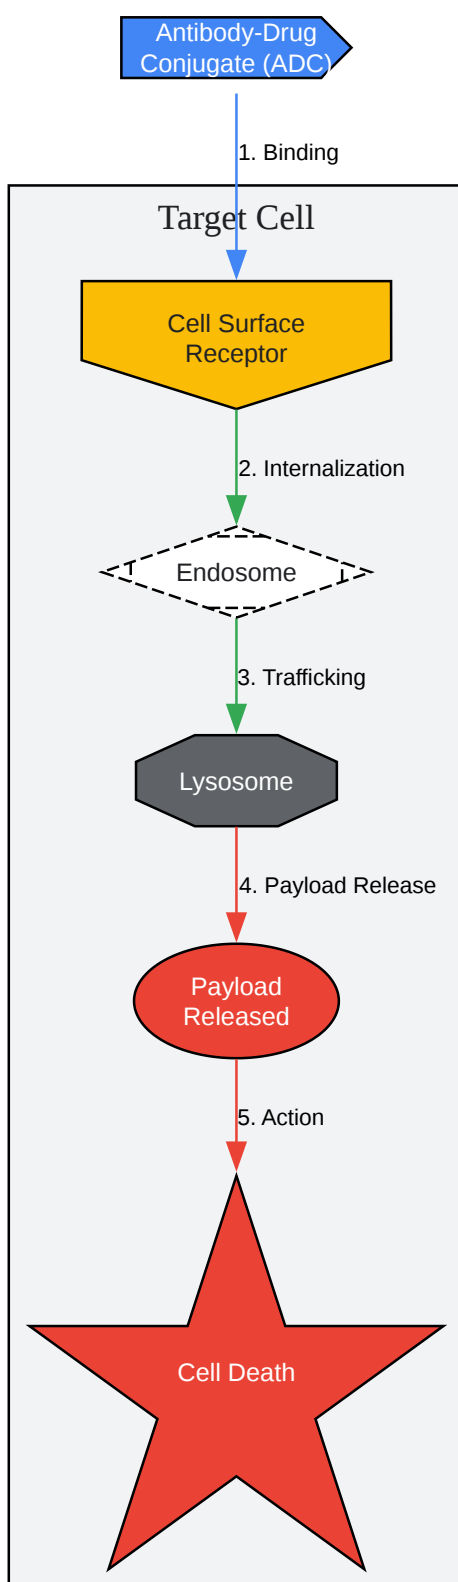 Antibody-Drug
Conjugate (ADC)
1. Binding
Target Cell
Cell Surface
Receptor
2. Internalization
Endosome
3. Trafficking
Lysosome
4. Payload Release
Payload
Released
5. Action
Cell Death